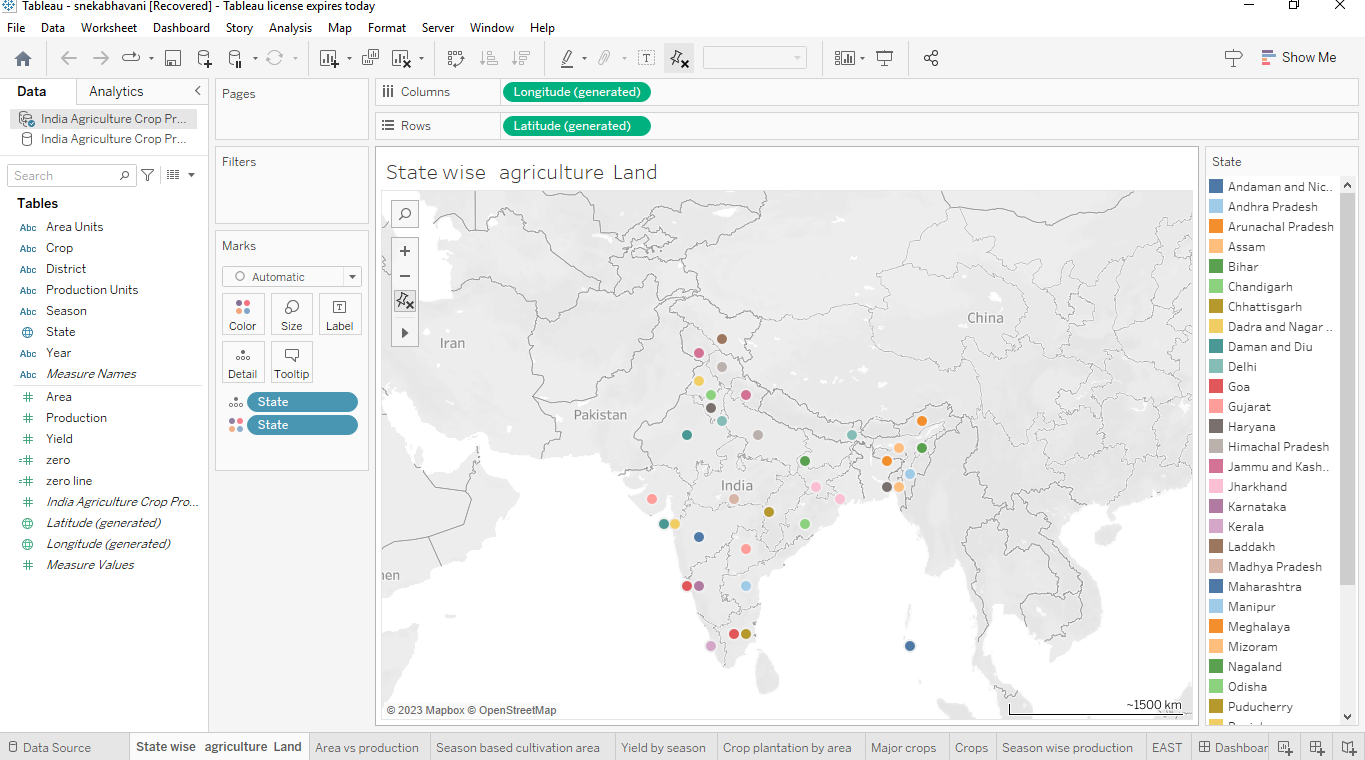 Tableau - snekabhavani [Recovered] - Tableau license expires today
File Data Worksheet Dashboard Story Analysis Map Format Server Window Help
Show Me
Data Analytics
India Agriculture Crop Pr...
India Agriculture Crop Pr...
Search
Tables
Abc Area Units
Abc Crop
Abc District
Abc Production Units
Abc Season
State
Abc Year
Abc Measure Names
Area
Production
Yield
zero
zero line
India Agriculture Crop Pro...
Latitude (generated)
Longitude (generated)
Measure Values
Pages
Filters
Marks
Automatic
Color Size Label
Detail Tooltip
State
State
Columns Longitude (generated)
Rows Latitude (generated)
State wise agriculture Land
China
Iran
Pakistan
India
nen
© 2023 Mapbox © OpenStreetMap
~1500 km
State
Andaman and Nic..
Andhra Pradesh
Arunachal Pradesh
Assam
Bihar
Chandigarh
Chhattisgarh
Dadra and Nagar ..
Daman and Diu
Delhi
Goa
Gujarat
Haryana
Himachal Pradesh
Jammu and Kash..
Jharkhand
Karnataka
Kerala
Laddakh
Madhya Pradesh
Maharashtra
Manipur
Meghalaya
Mizoram
Nagaland
Odisha
Puducherry
Data Source State wise agriculture Land Area vs production Season based cultivation area Yield by season Crop plantation by area Major crops Crops Season wise production EAST Dashboar